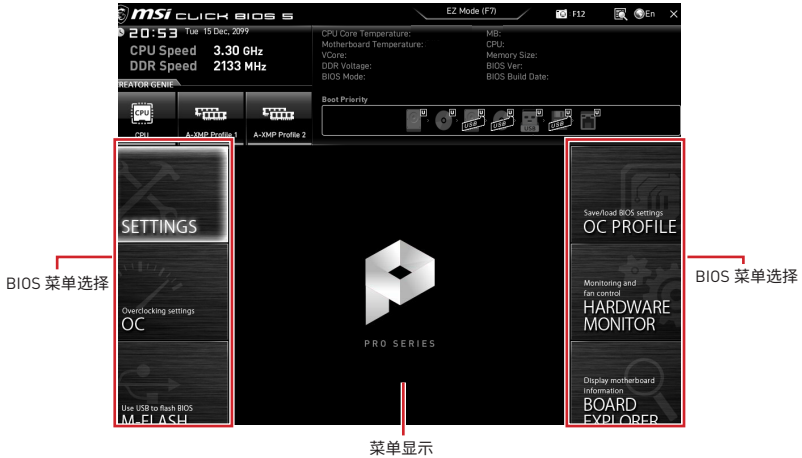 msi CLICK BIOS 5
EZ Mode (F7)
F12
En
20:53 Tue 15 Dec, 2099
CPU Speed 3.30 GHz
DDR Speed 2133 MHz
CREATOR GENIE
CPU
CPU
A-XMP Profile 1
A-XMP Profile 2
CPU Core Temperature:
Motherboard Temperature:
VCore:
DDR Voltage:
BIOS Mode:
MB:
CPU:
Memory Size:
BIOS Ver:
BIOS Build Date:
Boot Priority
U U U U U U U
USB USB USB USB
SETTINGS
Overclocking settings
OC
Use USB to flash BIOS
M-FLASH
BIOS 菜单选择
PRO SERIES
Save/load BIOS settings
OC PROFILE
Monitoring and
fan control
HARDWARE
MONITOR
Display motherboard
information
BOARD
EXPLORER
BIOS 菜单选择
菜单显示